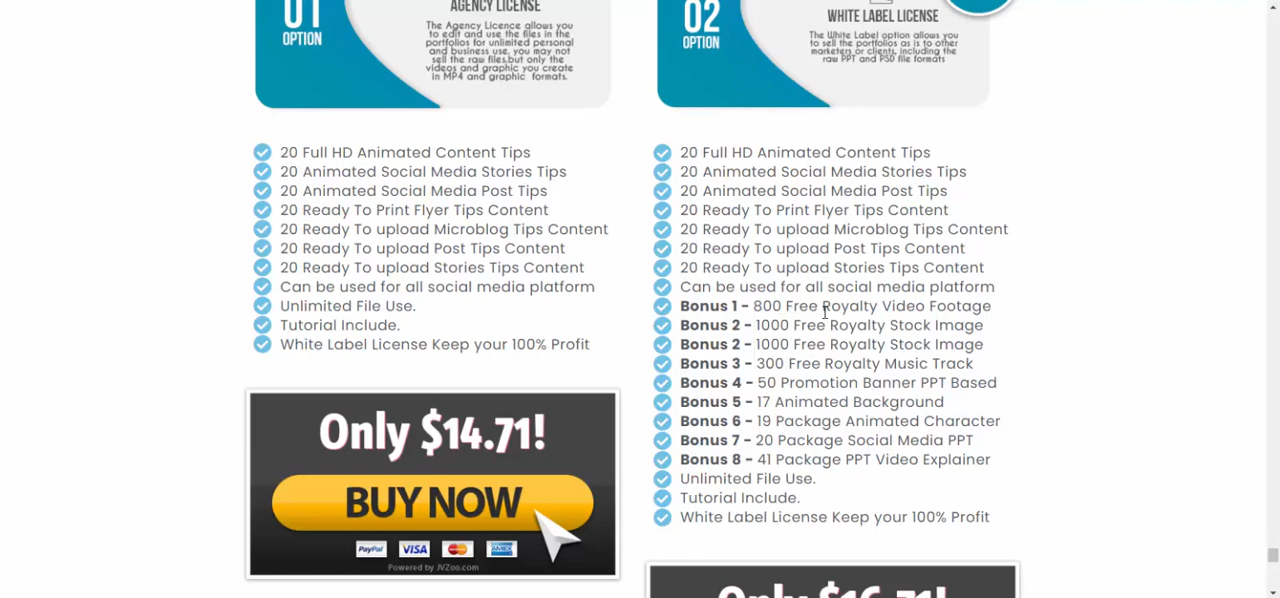 01
OPTION
AGENCY LICENSE
The Agency Licence allows you
to edit and use the files in the
portfolios for unlimited personal
and business use, you may not
sell the raw files,but only the
videos and graphic you create
in MP4 and graphic formats.
20 Full HD Animated Content Tips
20 Animated Social Media Stories Tips
20 Animated Social Media Post Tips
20 Ready To Print Flyer Tips Content
20 Ready To upload Microblog Tips Content
20 Ready To upload Post Tips Content
20 Ready To upload Stories Tips Content
Can be used for all social media platform
Unlimited File Use.
Tutorial Include.
White Label License Keep your 100% Profit
Only $14.71!
BUY NOW
PayPal VISA MasterCard AMEX
Powered by JVZoo.com
02
OPTION
WHITE LABEL LICENSE
The White Label option allows you
to sell the portfolios as is to other
marketers or clients, including the
raw PPT and PSD file formats
20 Full HD Animated Content Tips
20 Animated Social Media Stories Tips
20 Animated Social Media Post Tips
20 Ready To Print Flyer Tips Content
20 Ready To upload Microblog Tips Content
20 Ready To upload Post Tips Content
20 Ready To upload Stories Tips Content
Can be used for all social media platform
Bonus 1 - 800 Free Royalty Video Footage
Bonus 2 - 1000 Free Royalty Stock Image
Bonus 2 - 1000 Free Royalty Stock Image
Bonus 3 - 300 Free Royalty Music Track
Bonus 4 - 50 Promotion Banner PPT Based
Bonus 5 - 17 Animated Background
Bonus 6 - 19 Package Animated Character
Bonus 7 - 20 Package Social Media PPT
Bonus 8 - 41 Package PPT Video Explainer
Unlimited File Use.
Tutorial Include.
White Label License Keep your 100% Profit
Only $16.71!